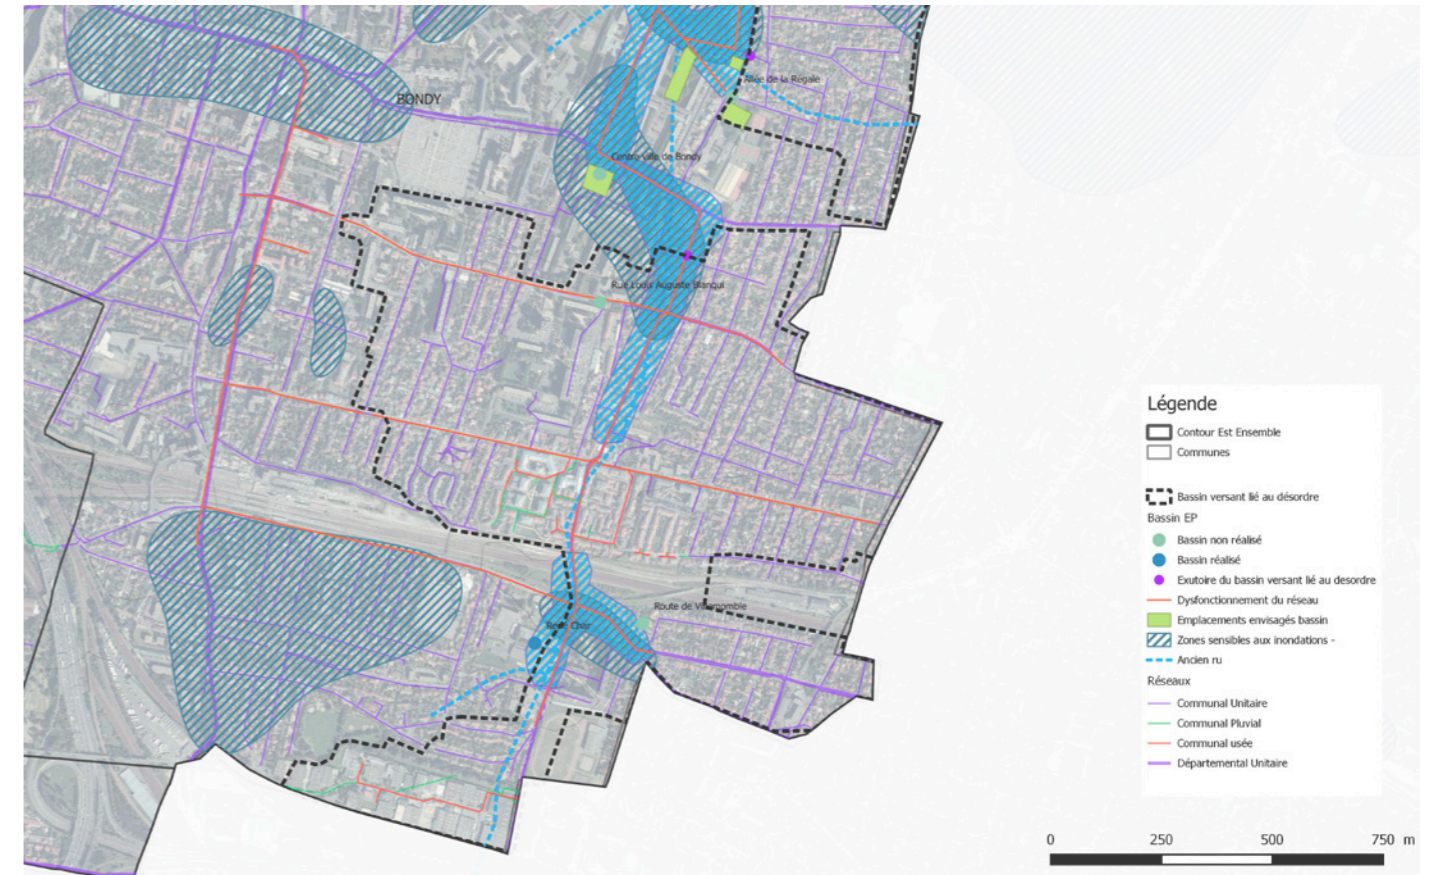 Allée de la Régale
BONDY
Centre-ville de Bondy
Rue Louis Auguste Blanqui
Route de Villemomble
René Char
Légende
Contour Est Ensemble
Communes
Bassin versant lié au désordre
Bassin EP
Bassin non réalisé
Bassin réalisé
Exutoire du bassin versant lié au desordre
Dysfonctionnement du réseau
Emplacements envisagés bassin
Zones sensibles aux inondations -
Ancien ru
Réseaux
Communal Unitaire
Communal Pluvial
Communal usée
Départemental Unitaire
0 250 500 750 m